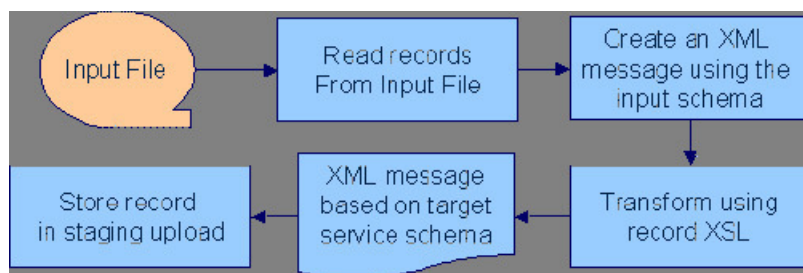 Input File
Read records
From Input File
Create an XML
message using the
input schema
Transform using
record XSL
XML message
based on target
service schema
Store record
in staging upload